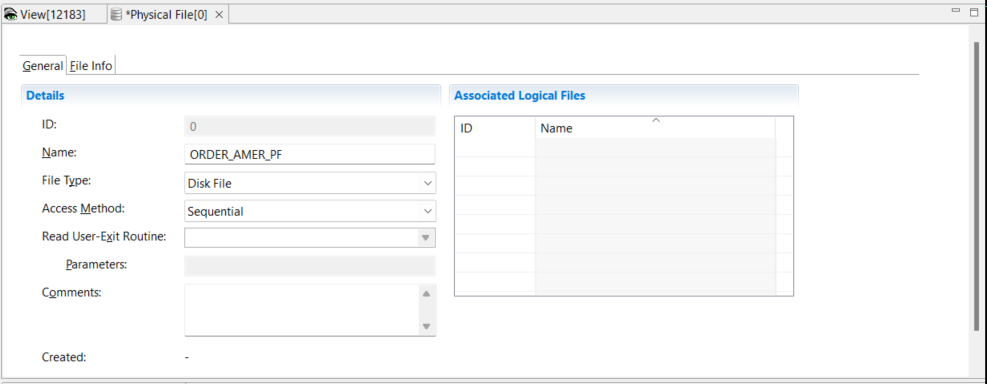 View[12183] *Physical File[0]
General File Info
Details
ID: 0
Name: ORDER_AMER_PF
File Type: Disk File
Access Method: Sequential
Read User-Exit Routine:
Parameters:
Comments:
Created: -
Associated Logical Files
ID Name